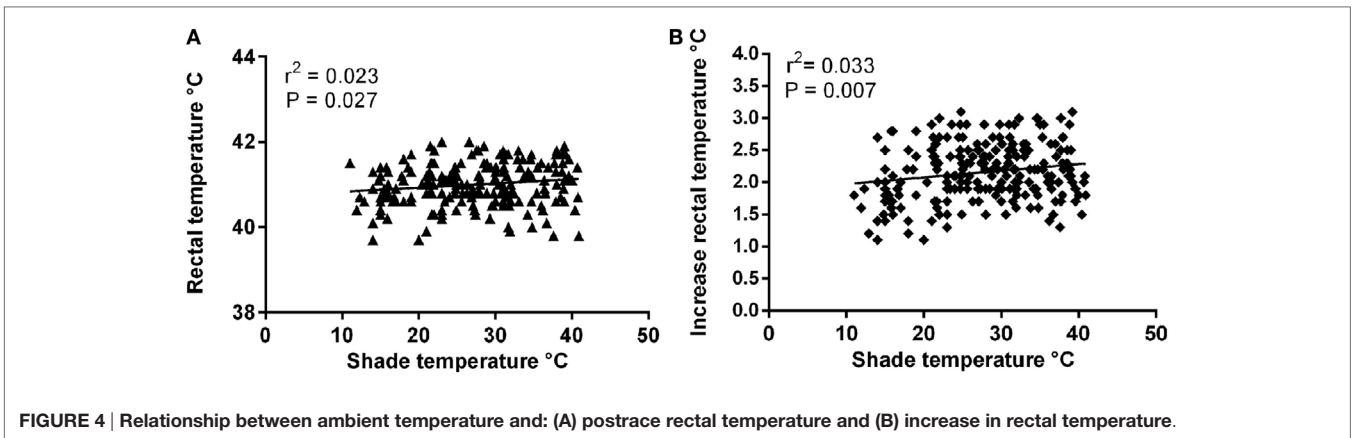 A
Rectal temperature °C
44
42
40
38
r² = 0.023
P = 0.027
0 10 20 30 40 50
Shade temperature °C
B
Increase rectal temperature °C
4.0
3.5
3.0
2.5
2.0
1.5
1.0
0.5
0.0
r²= 0.033
P = 0.007
0 10 20 30 40 50
Shade temperature °C
FIGURE 4 | Relationship between ambient temperature and: (A) postrace rectal temperature and (B) increase in rectal temperature.